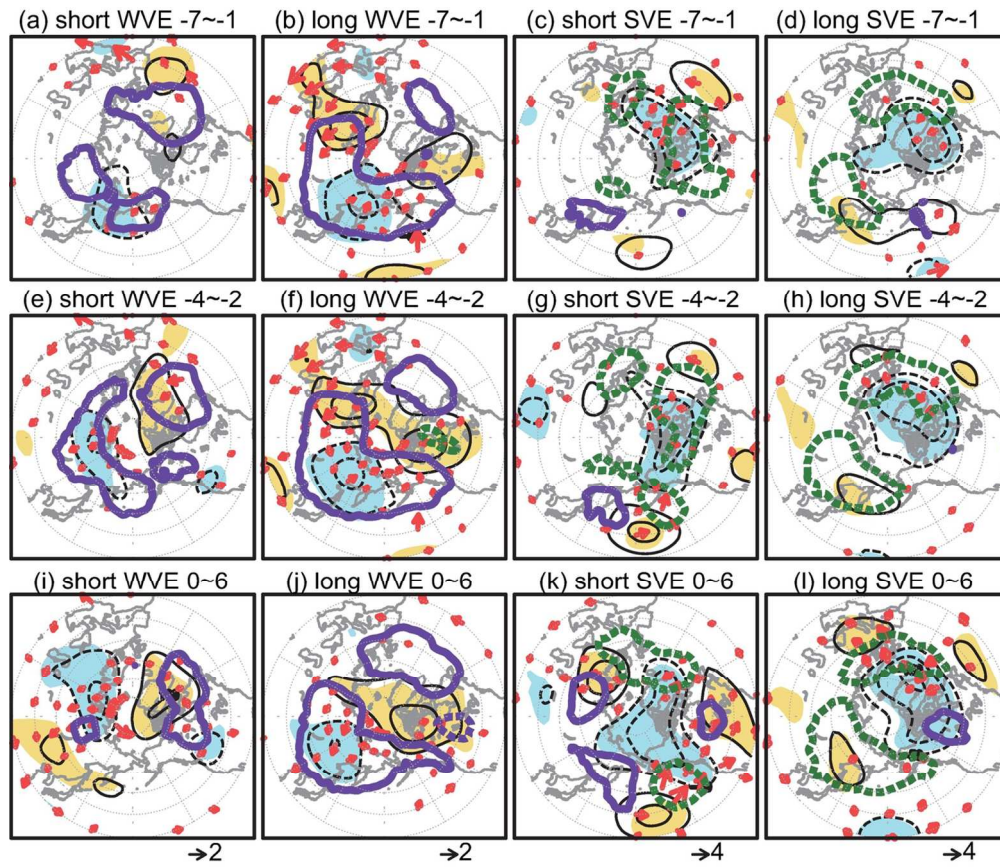 (a) short WVE -7~-1
(b) long WVE -7~-1
(c) short SVE -7~-1
(d) long SVE -7~-1
(e) short WVE -4~-2
(f) long WVE -4~-2
(g) short SVE -4~-2
(h) long SVE -4~-2
(i) short WVE 0~6
(j) long WVE 0~6
(k) short SVE 0~6
(l) long SVE 0~6
→2
→2
→4
→4